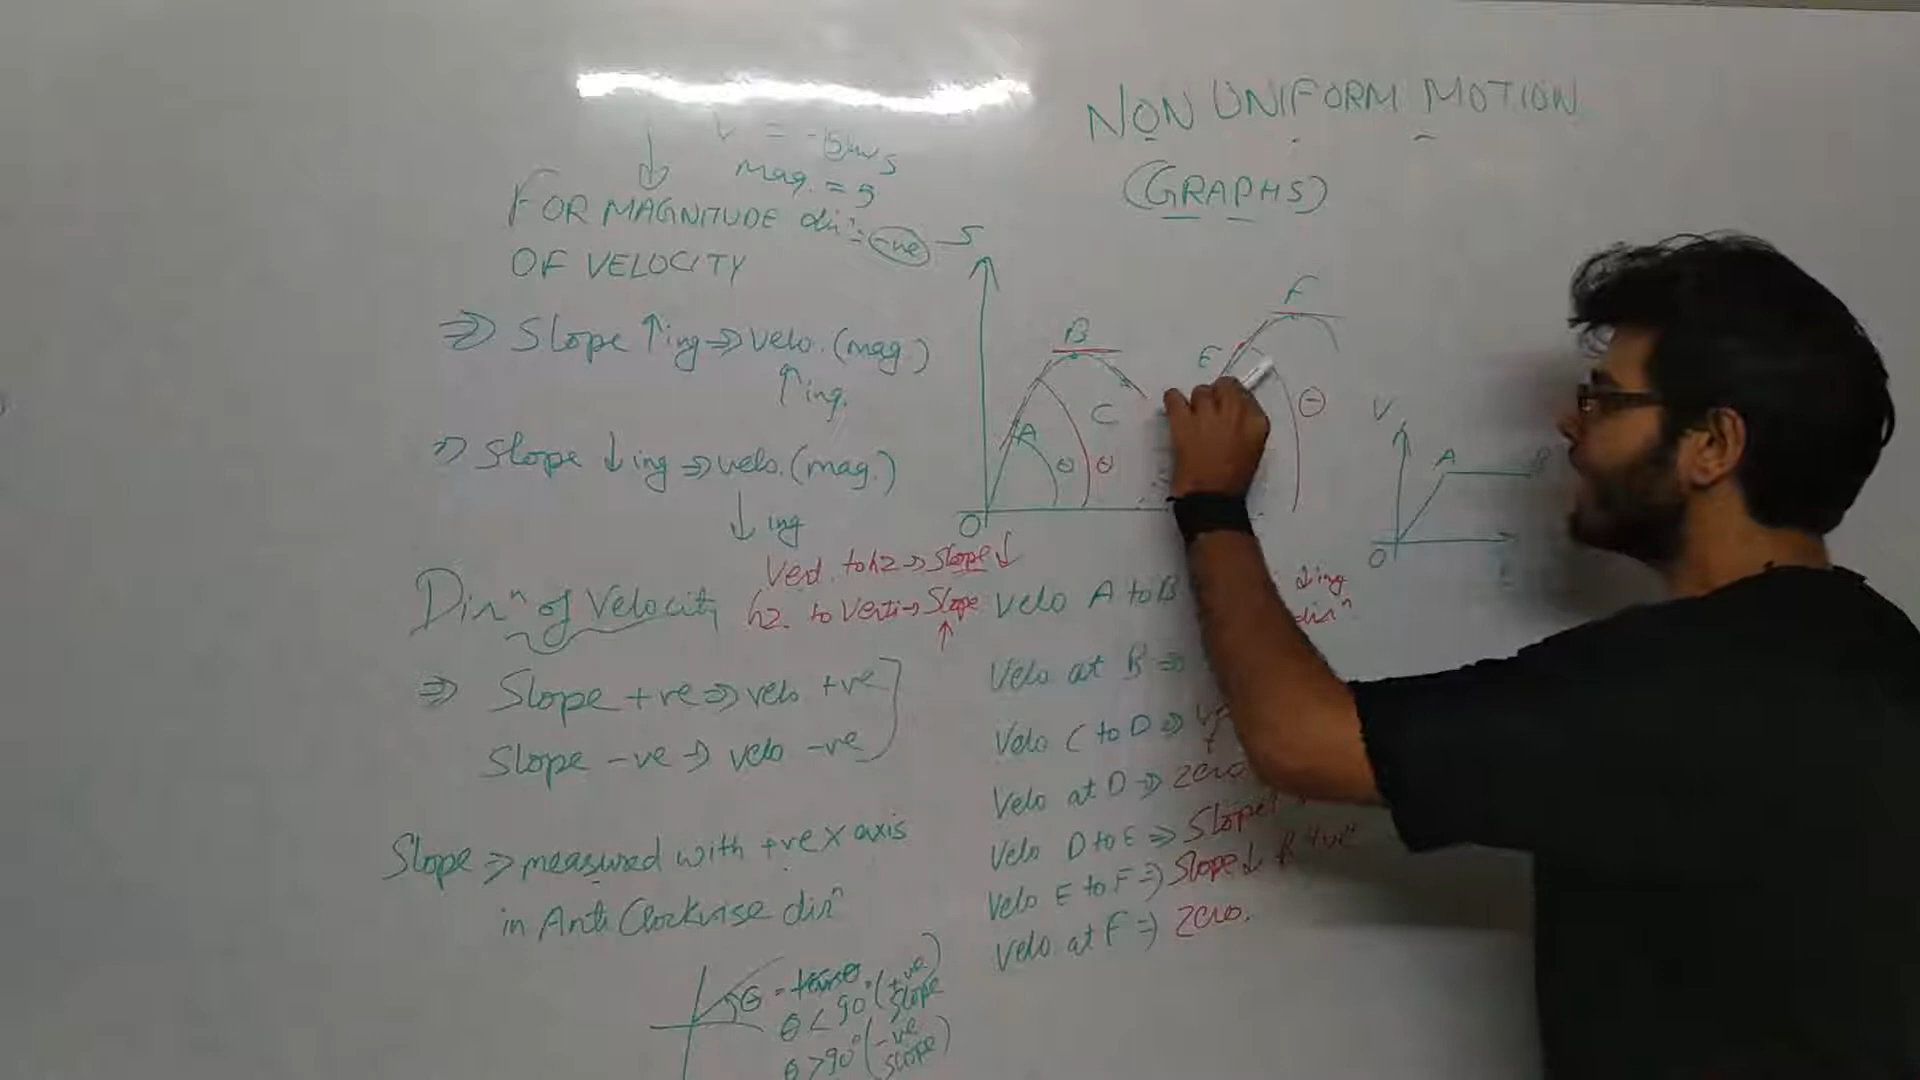 NON UNIFORM MOTION
(GRAPHS)
V = -5m/s
Mag. = 5
dirⁿ = -ve
FOR MAGNITUDE
OF VELOCITY
⇒ Slope ↑ing ⇒ velo. (mag.)
↑ing.
⇒ Slope ↓ing ⇒ velo. (mag.)
↓ing
Dirⁿ of Velocity
Vert. to hz ⇒ Slope ↓
hz. to Verti → Slope ↑
⇒ Slope +ve ⇒ velo +ve
Slope -ve ⇒ velo -ve
Slope ⇒ measured with +ve x axis
in Anti Clockwise dirⁿ
θ = tanθ
θ < 90° (+ve slope)
θ > 90° (-ve slope)
S
A
B
C
E
F
O
θ
θ
θ
V
A
O
t
Velo A to B
↓ing
dirⁿ
Velo at B ⇒
Velo C to D ⇒
Velo at D ⇒ Zero
Velo D to E ⇒ Slope↑
Velo E to F ⇒ Slope↓ & +ve
Velo. at F ⇒ Zero.